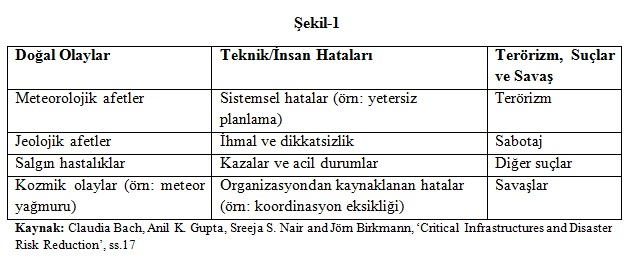 Şekil-1
Doğal Olaylar
Teknik/İnsan Hataları
Terörizm, Suçlar
ve Savaş
Meteorolojik afetler
Sistemsel hatalar (örn: yetersiz
planlama)
Terörizm
Jeolojik afetler
İhmal ve dikkatsizlik
Sabotaj
Salgın hastalıklar
Kazalar ve acil durumlar
Diğer suçlar
Kozmik olaylar (örn: meteor
yağmuru)
Organizasyondan kaynaklanan hatalar
(örn: koordinasyon eksikliği)
Savaşlar
Kaynak: Claudia Bach, Anil K. Gupta, Sreeja S. Nair and Jörn Birkmann, ‘Critical Infrastructures and Disaster
Risk Reduction’, ss.17